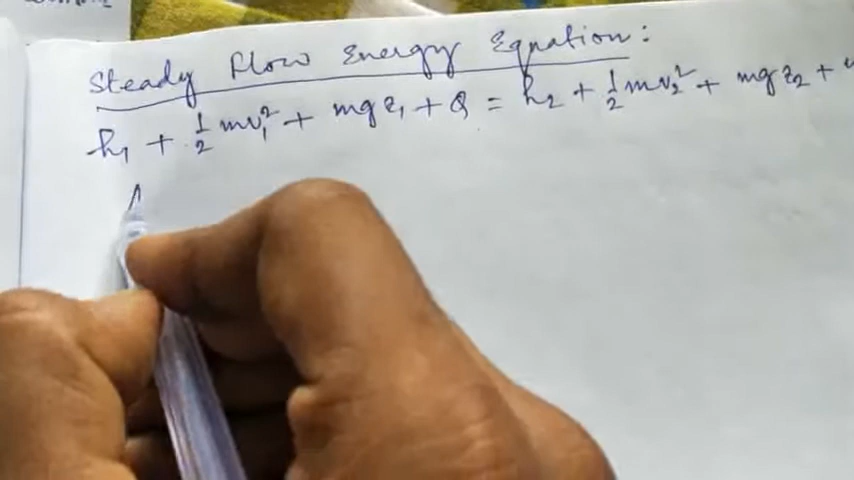 Steady Flow Energy Equation:
h₁ + 1/2 mv₁² + mgz₁ + Q = h₂ + 1/2 mv₂² + mgz₂ +